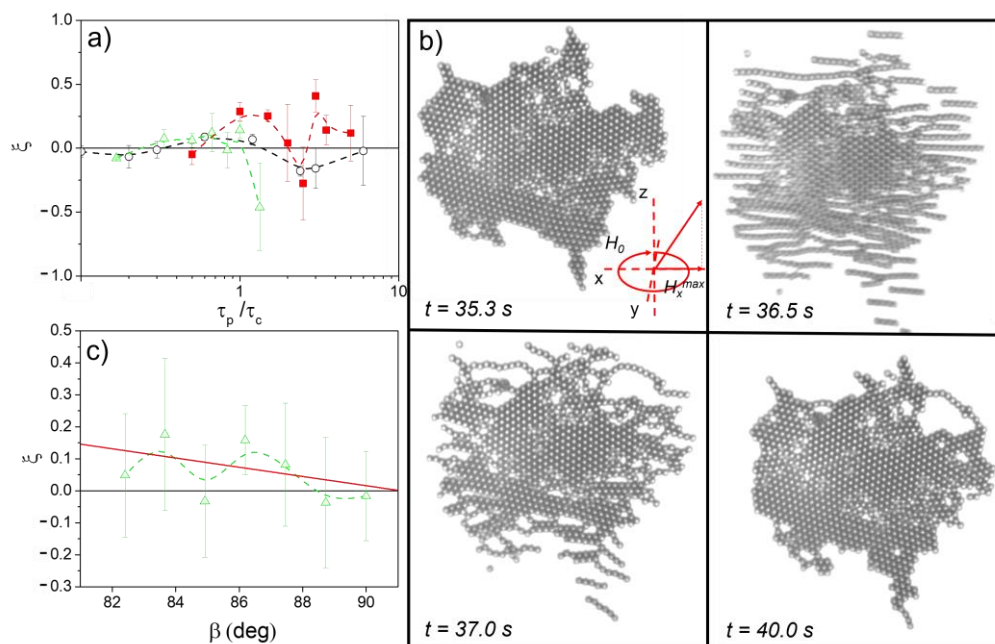 a)
1.0
0.5
0.0
−0.5
−1.0
ξ
1
10
τp/τc
b)
z
H0
x
Hx max
y
t = 35.3 s
t = 36.5 s
c)
0.5
0.4
0.3
0.2
0.1
0.0
−0.1
−0.2
0.3
ξ
82
84
86
88
90
β (deg)
t = 37.0 s
t = 40.0 s